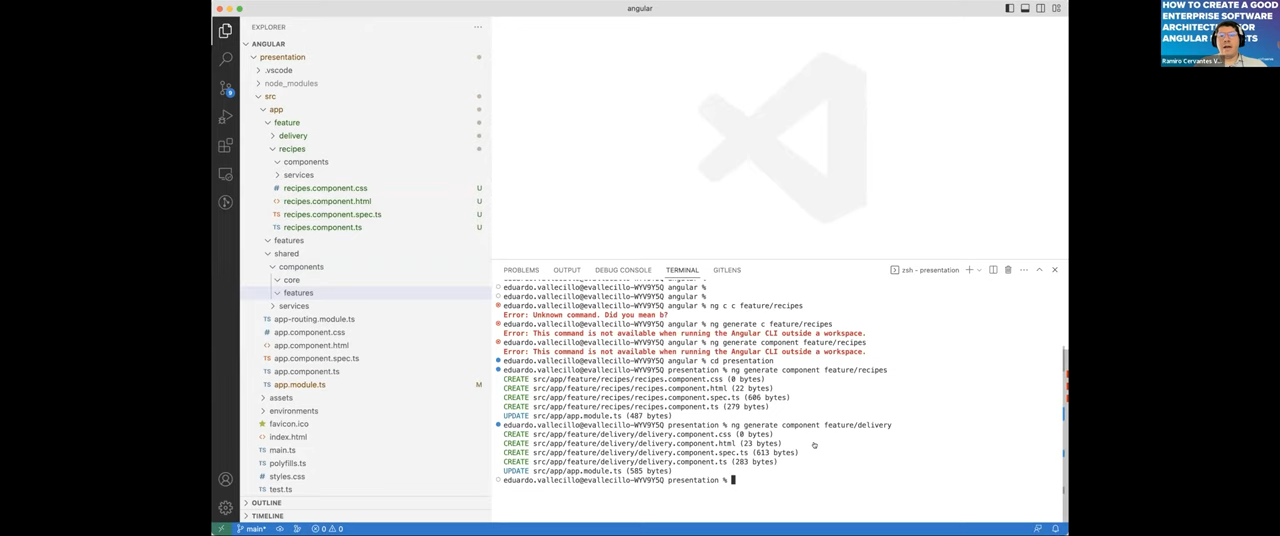 angular
HOW TO CREATE A GOOD
ENTERPRISE SOFTWARE
ARCHITECTURE FOR
ANGULAR
Ramiro Cervantes V...
EXPLORER
ANGULAR
presentation
.vscode
node_modules
src
app
feature
delivery
recipes
components
services
recipes.component.css U
recipes.component.html U
recipes.component.spec.ts U
recipes.component.ts U
features
shared
components
core
features
services
app-routing.module.ts
app.component.css
app.component.html
app.component.spec.ts
app.component.ts
app.module.ts M
assets
environments
favicon.ico
index.html
main.ts
polyfills.ts
styles.css
test.ts
OUTLINE
TIMELINE
PROBLEMS OUTPUT DEBUG CONSOLE TERMINAL GITLENS
zsh - presentation
eduardo.vallecillo@evallecillo-WYV9Y5Q angular %
eduardo.vallecillo@evallecillo-WYV9Y5Q angular %
eduardo.vallecillo@evallecillo-WYV9Y5Q angular % ng c c feature/recipes
Error: Unknown command. Did you mean b?
eduardo.vallecillo@evallecillo-WYV9Y5Q angular % ng generate c feature/recipes
Error: This command is not available when running the Angular CLI outside a workspace.
eduardo.vallecillo@evallecillo-WYV9Y5Q angular % ng generate component feature/recipes
Error: This command is not available when running the Angular CLI outside a workspace.
eduardo.vallecillo@evallecillo-WYV9Y5Q angular % cd presentation
eduardo.vallecillo@evallecillo-WYV9Y5Q presentation % ng generate component feature/recipes
CREATE src/app/feature/recipes/recipes.component.css (0 bytes)
CREATE src/app/feature/recipes/recipes.component.html (22 bytes)
CREATE src/app/feature/recipes/recipes.component.spec.ts (606 bytes)
CREATE src/app/feature/recipes/recipes.component.ts (279 bytes)
UPDATE src/app/app.module.ts (487 bytes)
eduardo.vallecillo@evallecillo-WYV9Y5Q presentation % ng generate component feature/delivery
CREATE src/app/feature/delivery/delivery.component.css (0 bytes)
CREATE src/app/feature/delivery/delivery.component.html (23 bytes)
CREATE src/app/feature/delivery/delivery.component.spec.ts (613 bytes)
CREATE src/app/feature/delivery/delivery.component.ts (283 bytes)
UPDATE src/app/app.module.ts (585 bytes)
eduardo.vallecillo@evallecillo-WYV9Y5Q presentation %
main* 0 0